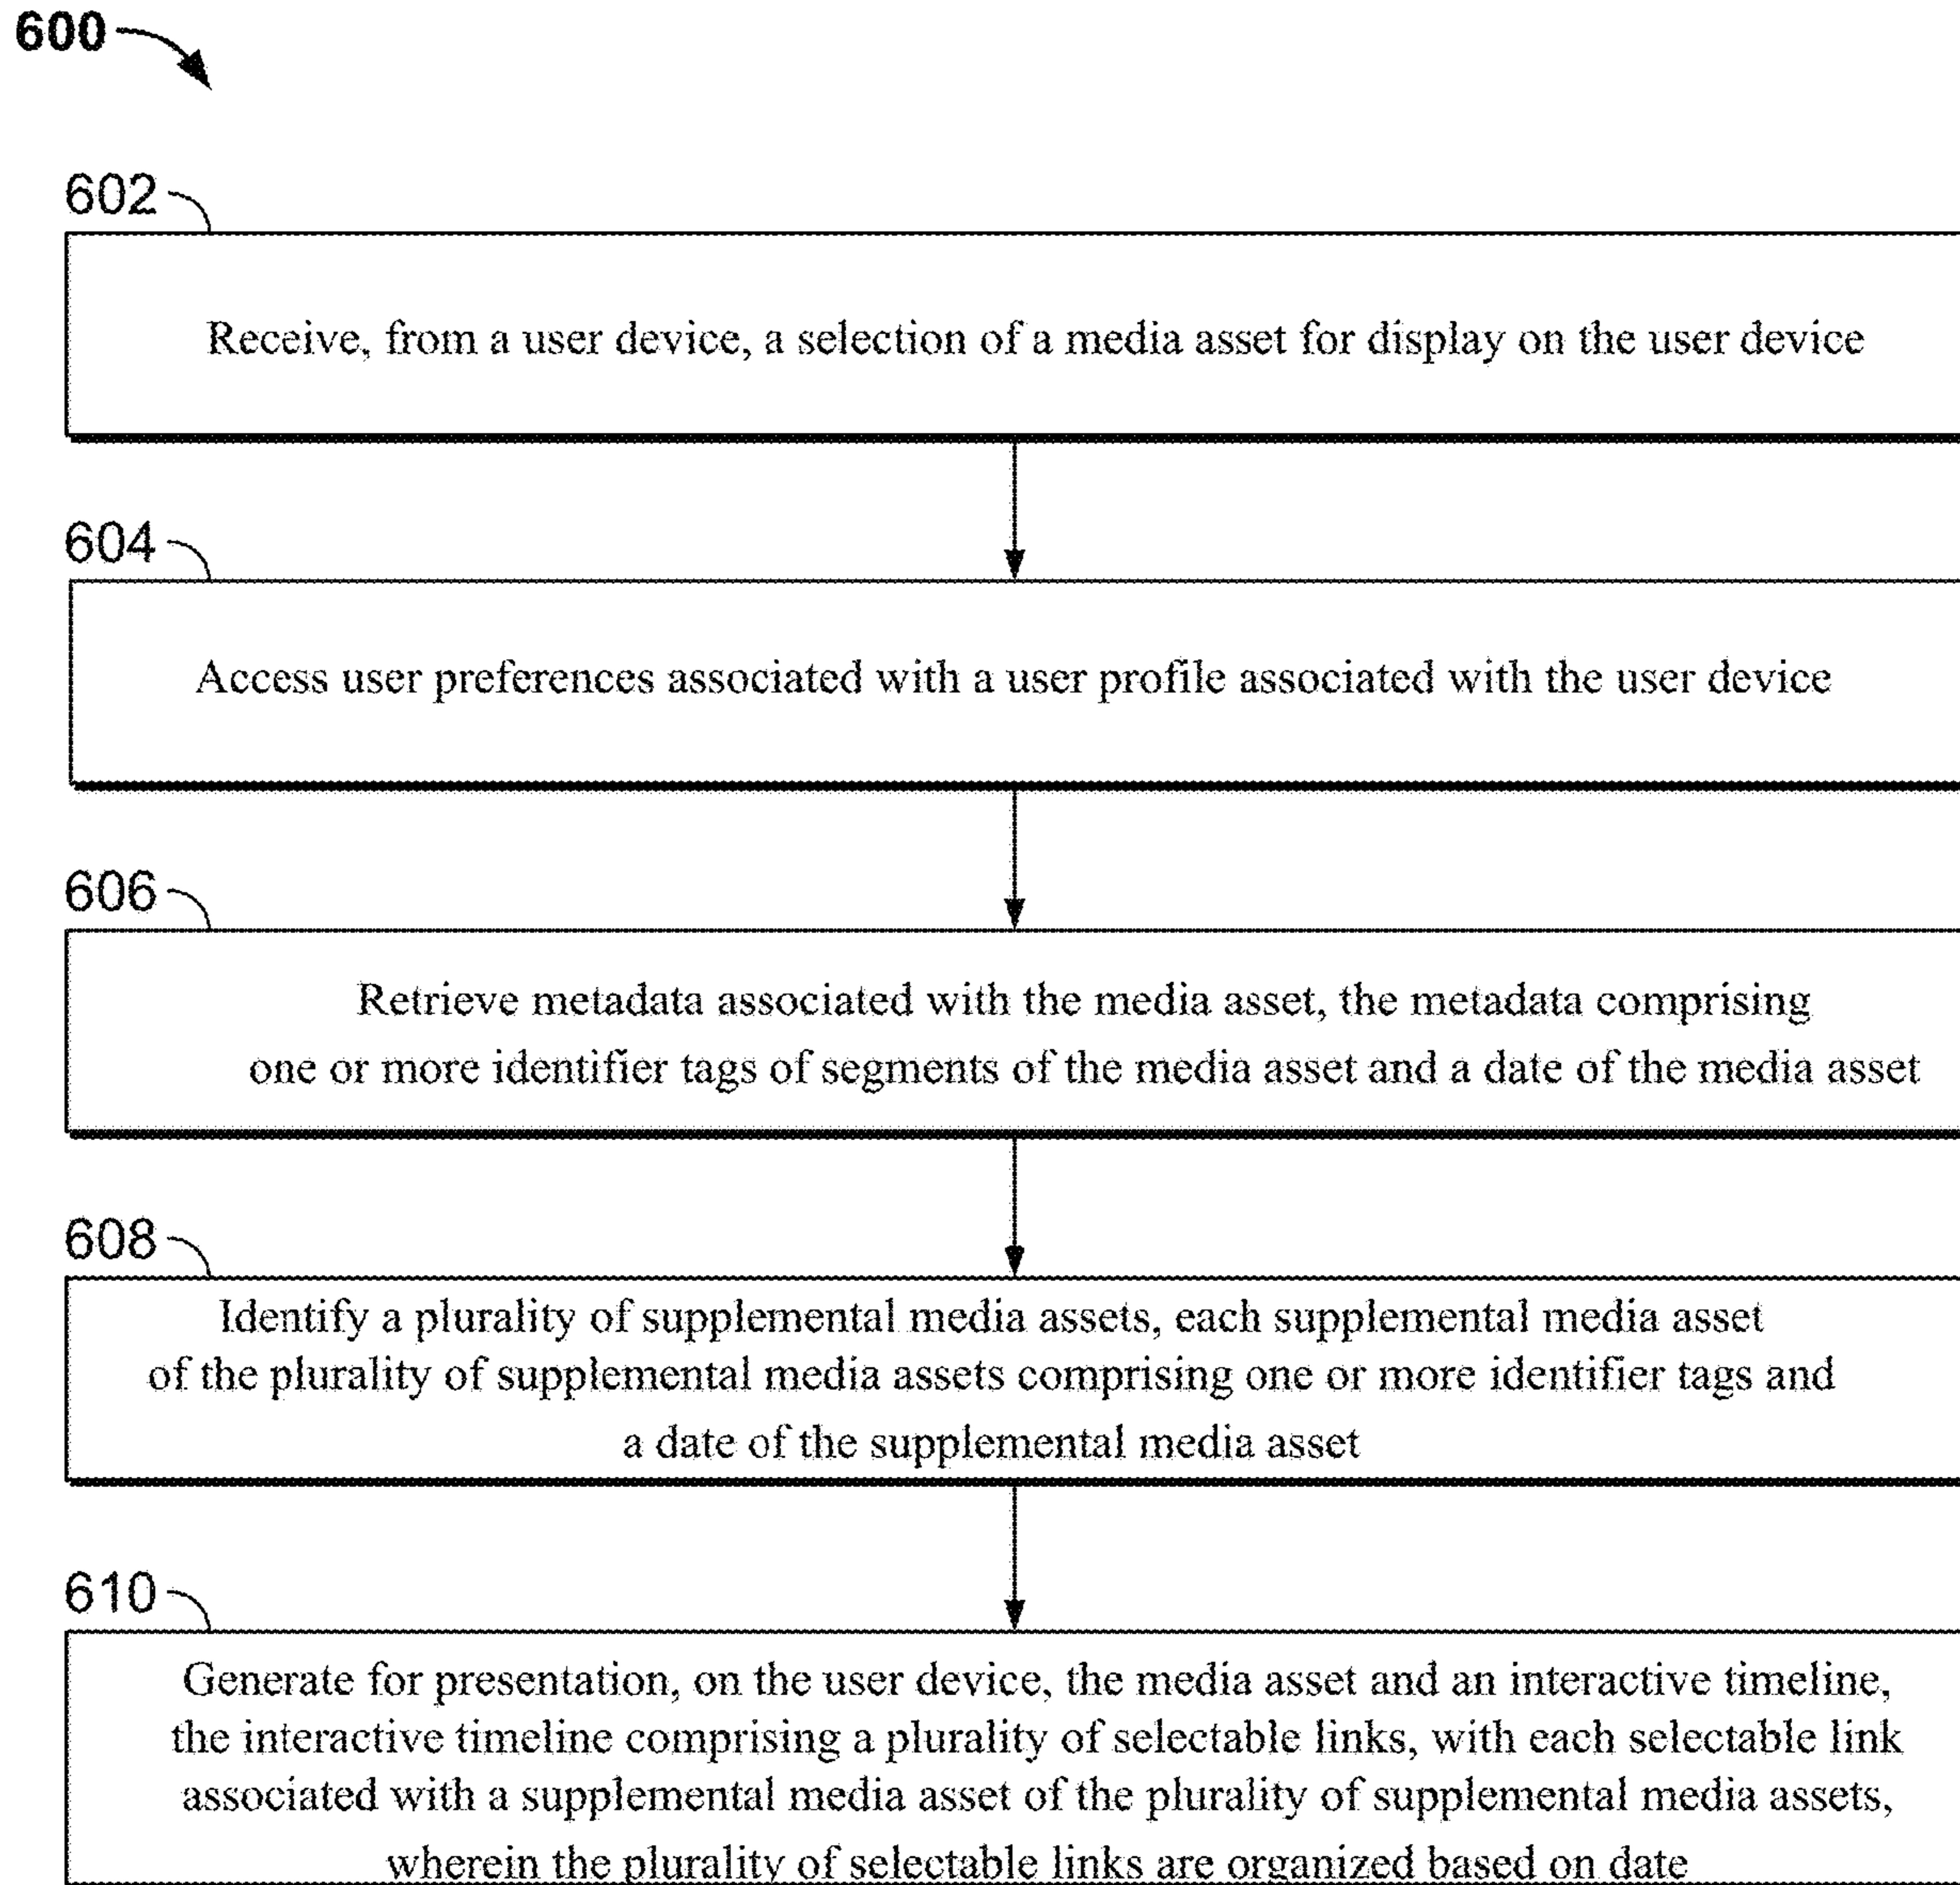 600
602
Receive, from a user device, a selection of a media asset for display on the user device
604
Access user preferences associated with a user profile associated with the user device
606
Retrieve metadata associated with the media asset, the metadata comprising
one or more identifier tags of segments of the media asset and a date of the media asset
608
Identify a plurality of supplemental media assets, each supplemental media asset
of the plurality of supplemental media assets comprising one or more identifier tags and
a date of the supplemental media asset
610
Generate for presentation, on the user device, the media asset and an interactive timeline,
the interactive timeline comprising a plurality of selectable links, with each selectable link
associated with a supplemental media asset of the plurality of supplemental media assets,
wherein the plurality of selectable links are organized based on date